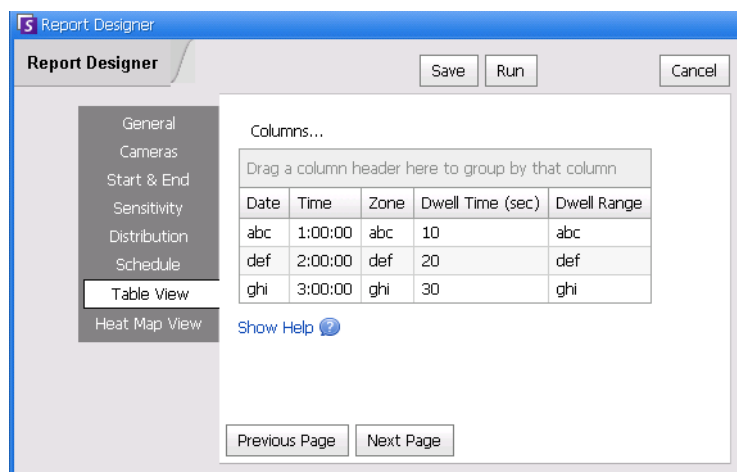 Report Designer
Report Designer
Save Run Cancel
General
Cameras
Start & End
Sensitivity
Distribution
Schedule
Table View
Heat Map View
Columns...
Drag a column header here to group by that column
Date Time Zone Dwell Time (sec) Dwell Range
abc 1:00:00 abc 10 abc
def 2:00:00 def 20 def
ghi 3:00:00 ghi 30 ghi
Show Help ?
Previous Page Next Page